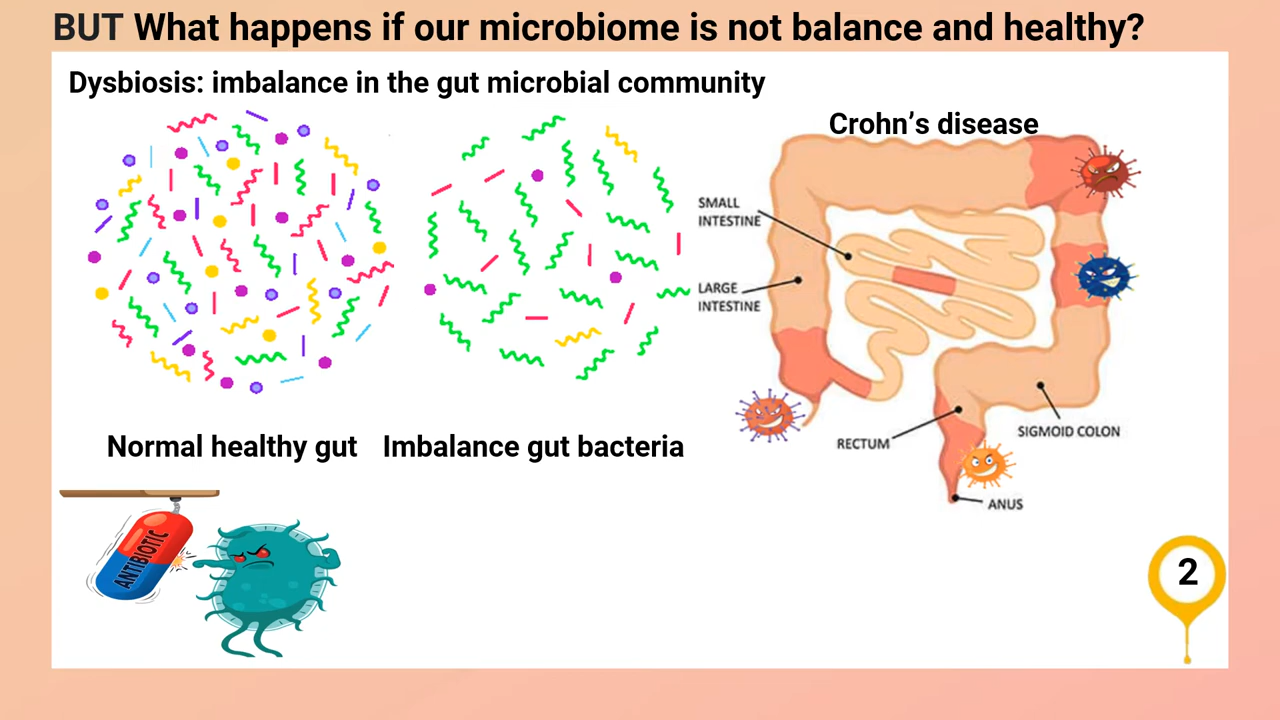 BUT What happens if our microbiome is not balance and healthy?
Dysbiosis: imbalance in the gut microbial community
Crohn's disease
SMALL
INTESTINE
LARGE
INTESTINE
RECTUM
SIGMOID COLON
ANUS
Normal healthy gut
Imbalance gut bacteria
ANTIBIOTIC
2